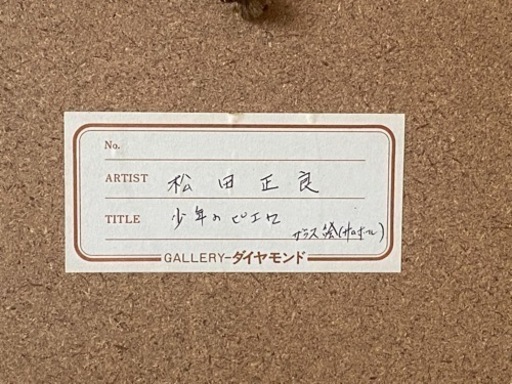 No.
ARTIST 松田正良
TITLE 少年のピエロ
ガラス絵(サムホール)
GALLERY-ダイヤモンド